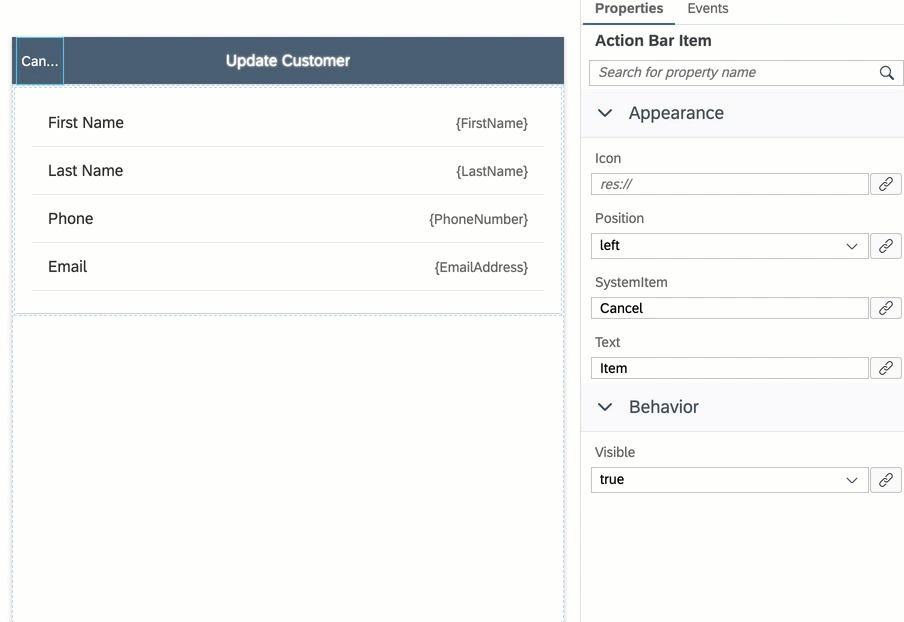 Can...
Update Customer
First Name
{FirstName}
Last Name
{LastName}
Phone
{PhoneNumber}
Email
{EmailAddress}
Properties
Events
Action Bar Item
Search for property name
Appearance
Icon
res://
Position
left
SystemItem
Cancel
Text
Item
Behavior
Visible
true